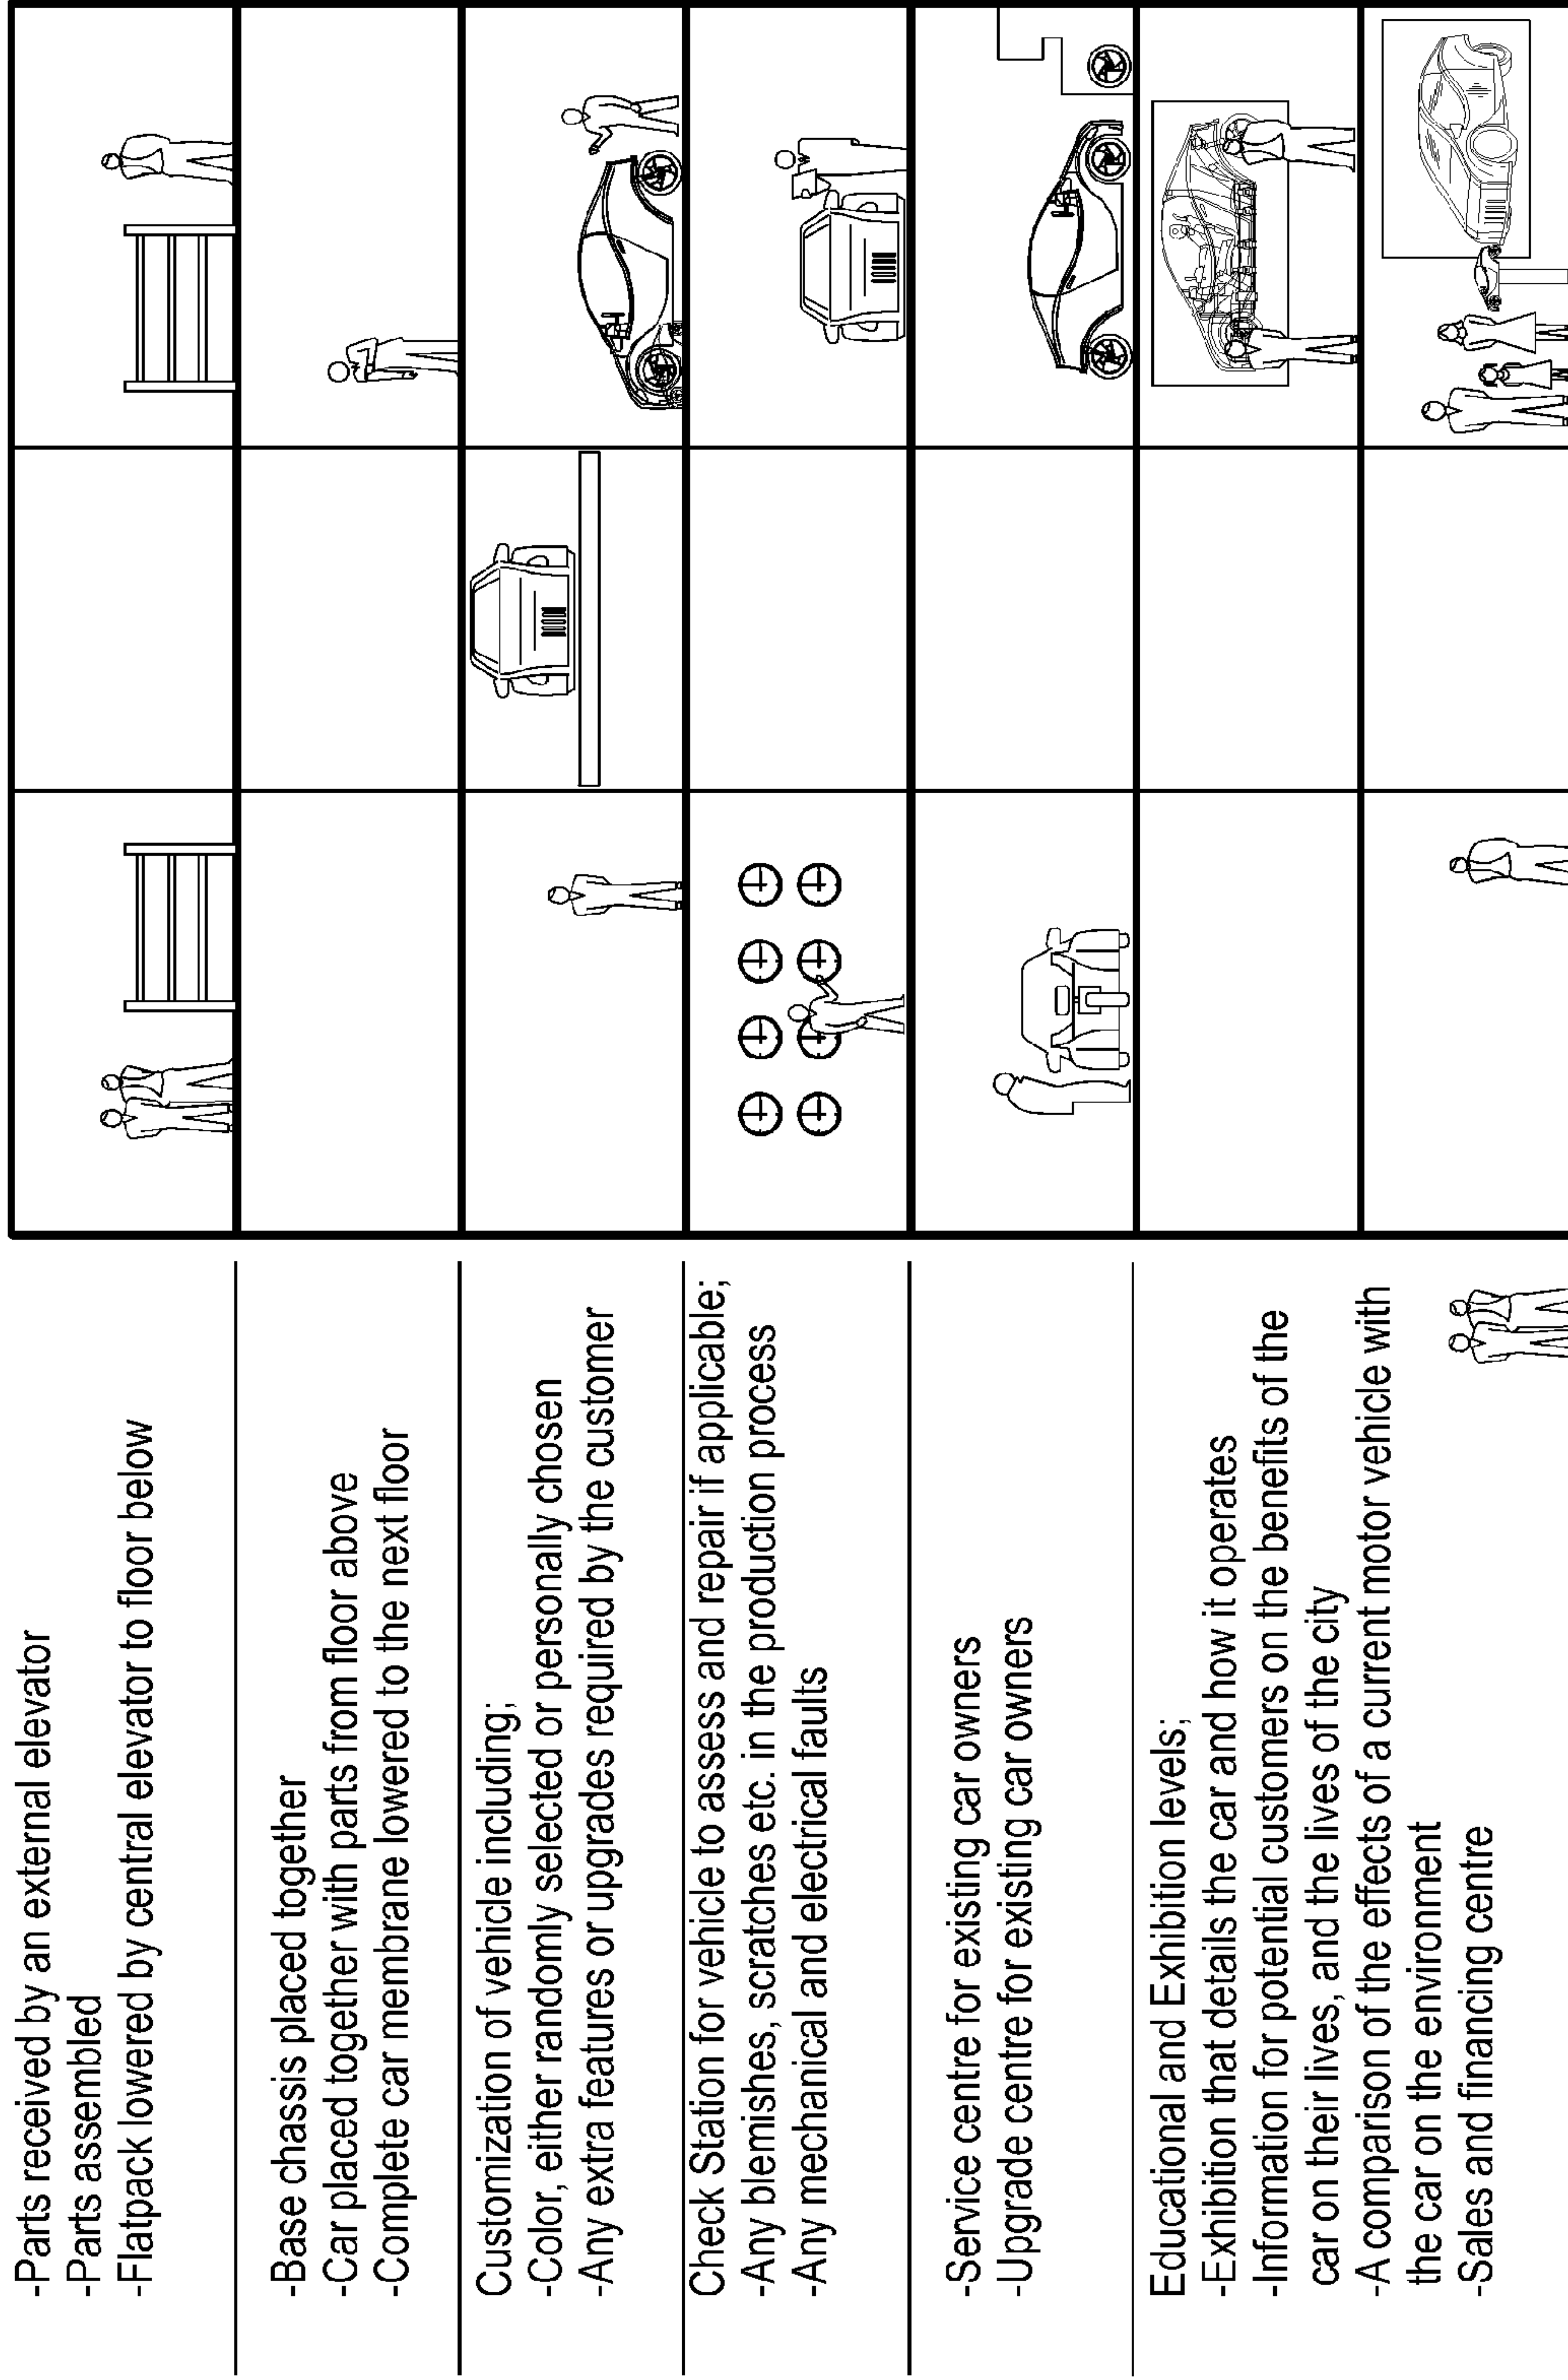 -Parts received by an external elevator
-Parts assembled
-Flatpack lowered by central elevator to floor below
-Base chassis placed together
-Car placed together with parts from floor above
-Complete car membrane lowered to the next floor
Customization of vehicle including;
-Color, either randomly selected or personally chosen
-Any extra features or upgrades required by the customer
Check Station for vehicle to assess and repair if applicable;
-Any blemishes, scratches etc. in the production process
-Any mechanical and electrical faults
-Service centre for existing car owners
-Upgrade centre for existing car owners
Educational and Exhibition levels;
-Exhibition that details the car and how it operates
-Information for potential customers on the benefits of the
car on their lives, and the lives of the city
-A comparison of the effects of a current motor vehicle with
the car on the environment
-Sales and financing centre